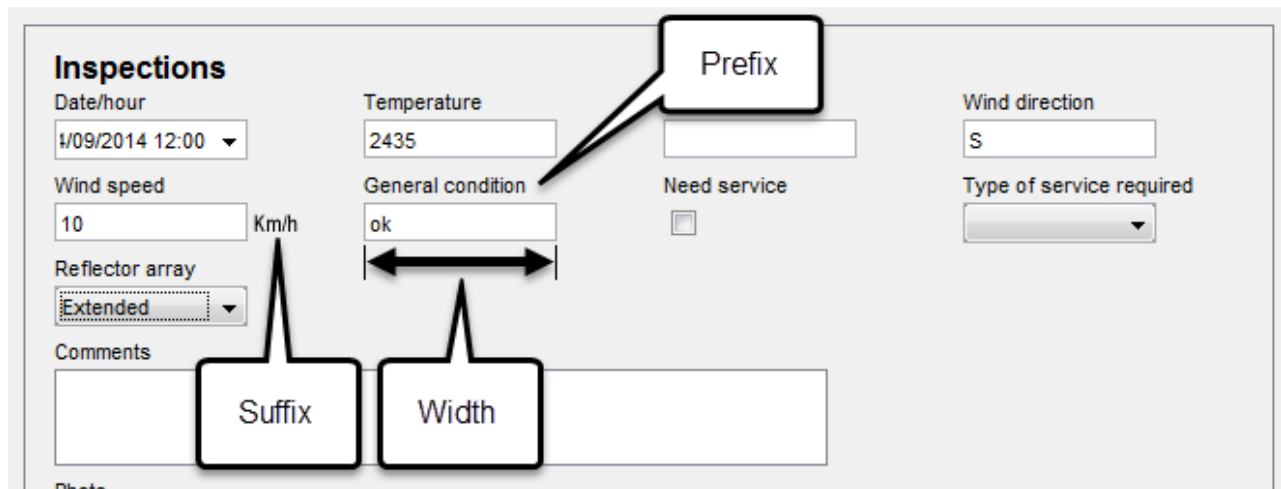 Prefix
Inspections
Date/hour
Temperature
Wind direction
/09/2014 12:00
2435
S
Wind speed
General condition
Need service
Type of service required
10
Km/h
ok
Reflector array
Extended
Comments
Suffix
Width